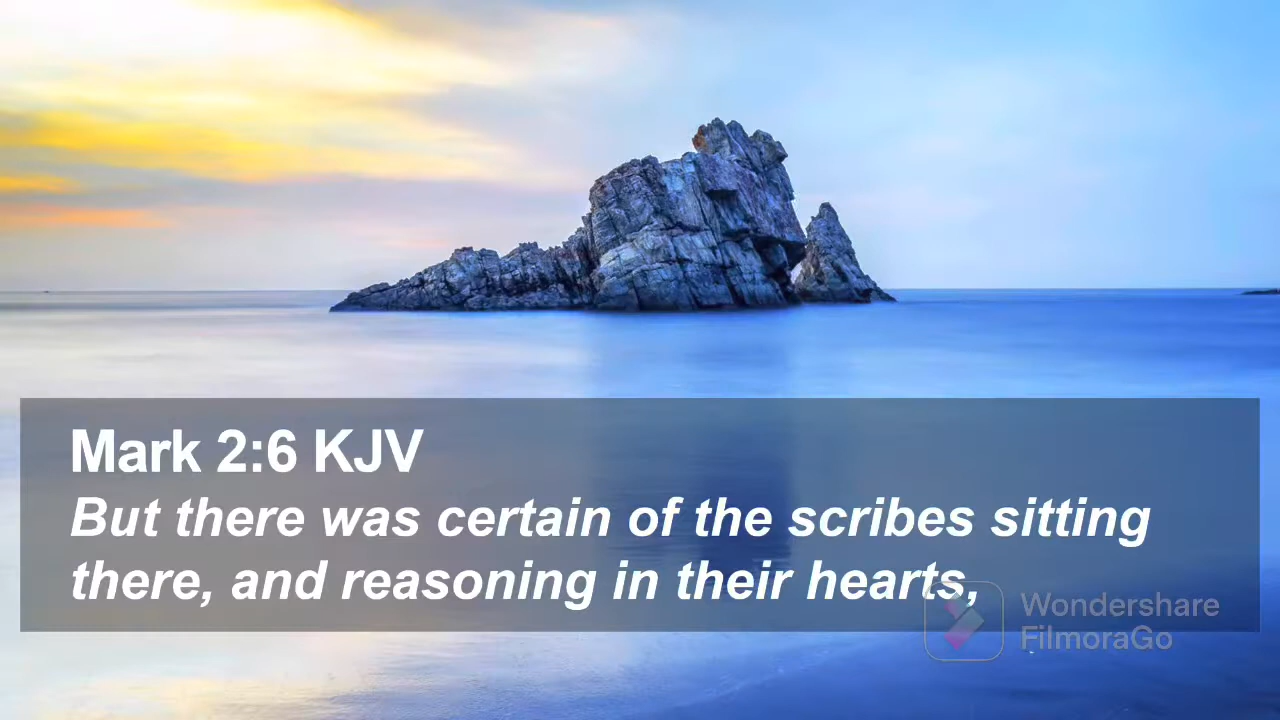 Mark 2:6 KJV
But there was certain of the scribes sitting
there, and reasoning in their hearts,
Wondershare
FilmoraGo